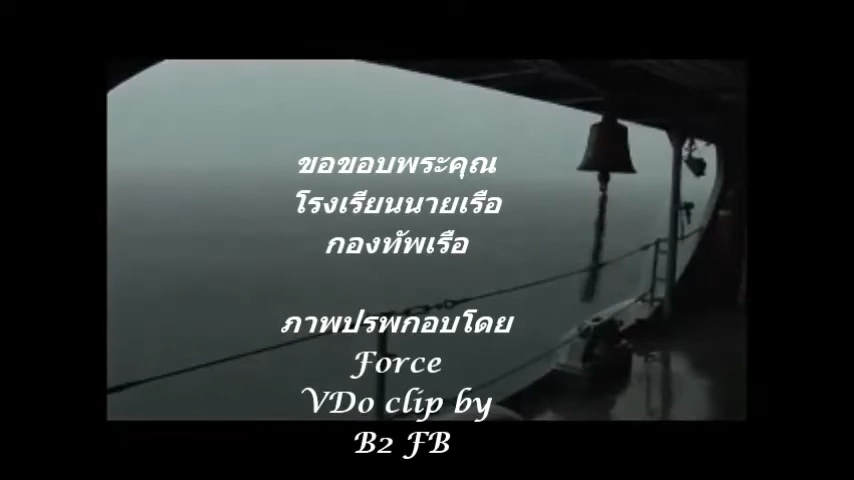 ขอขอบพระคุณ
โรงเรียนนายเรือ
กองทัพเรือ
ภาพปรพกอบโดย
Force
VDo clip by
B2 FB